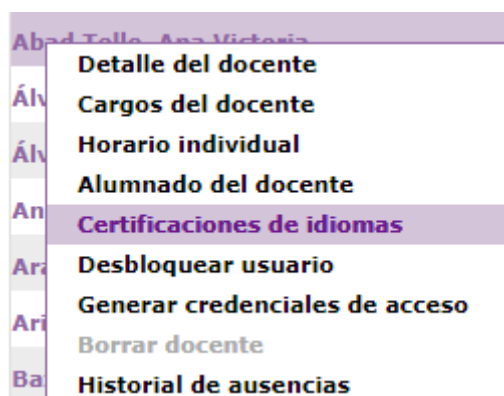 Abad Tello, Ana Victoria
Detalle del docente
Cargos del docente
Horario individual
Alumnado del docente
Certificaciones de idiomas
Desbloquear usuario
Generar credenciales de acceso
Borrar docente
Historial de ausencias